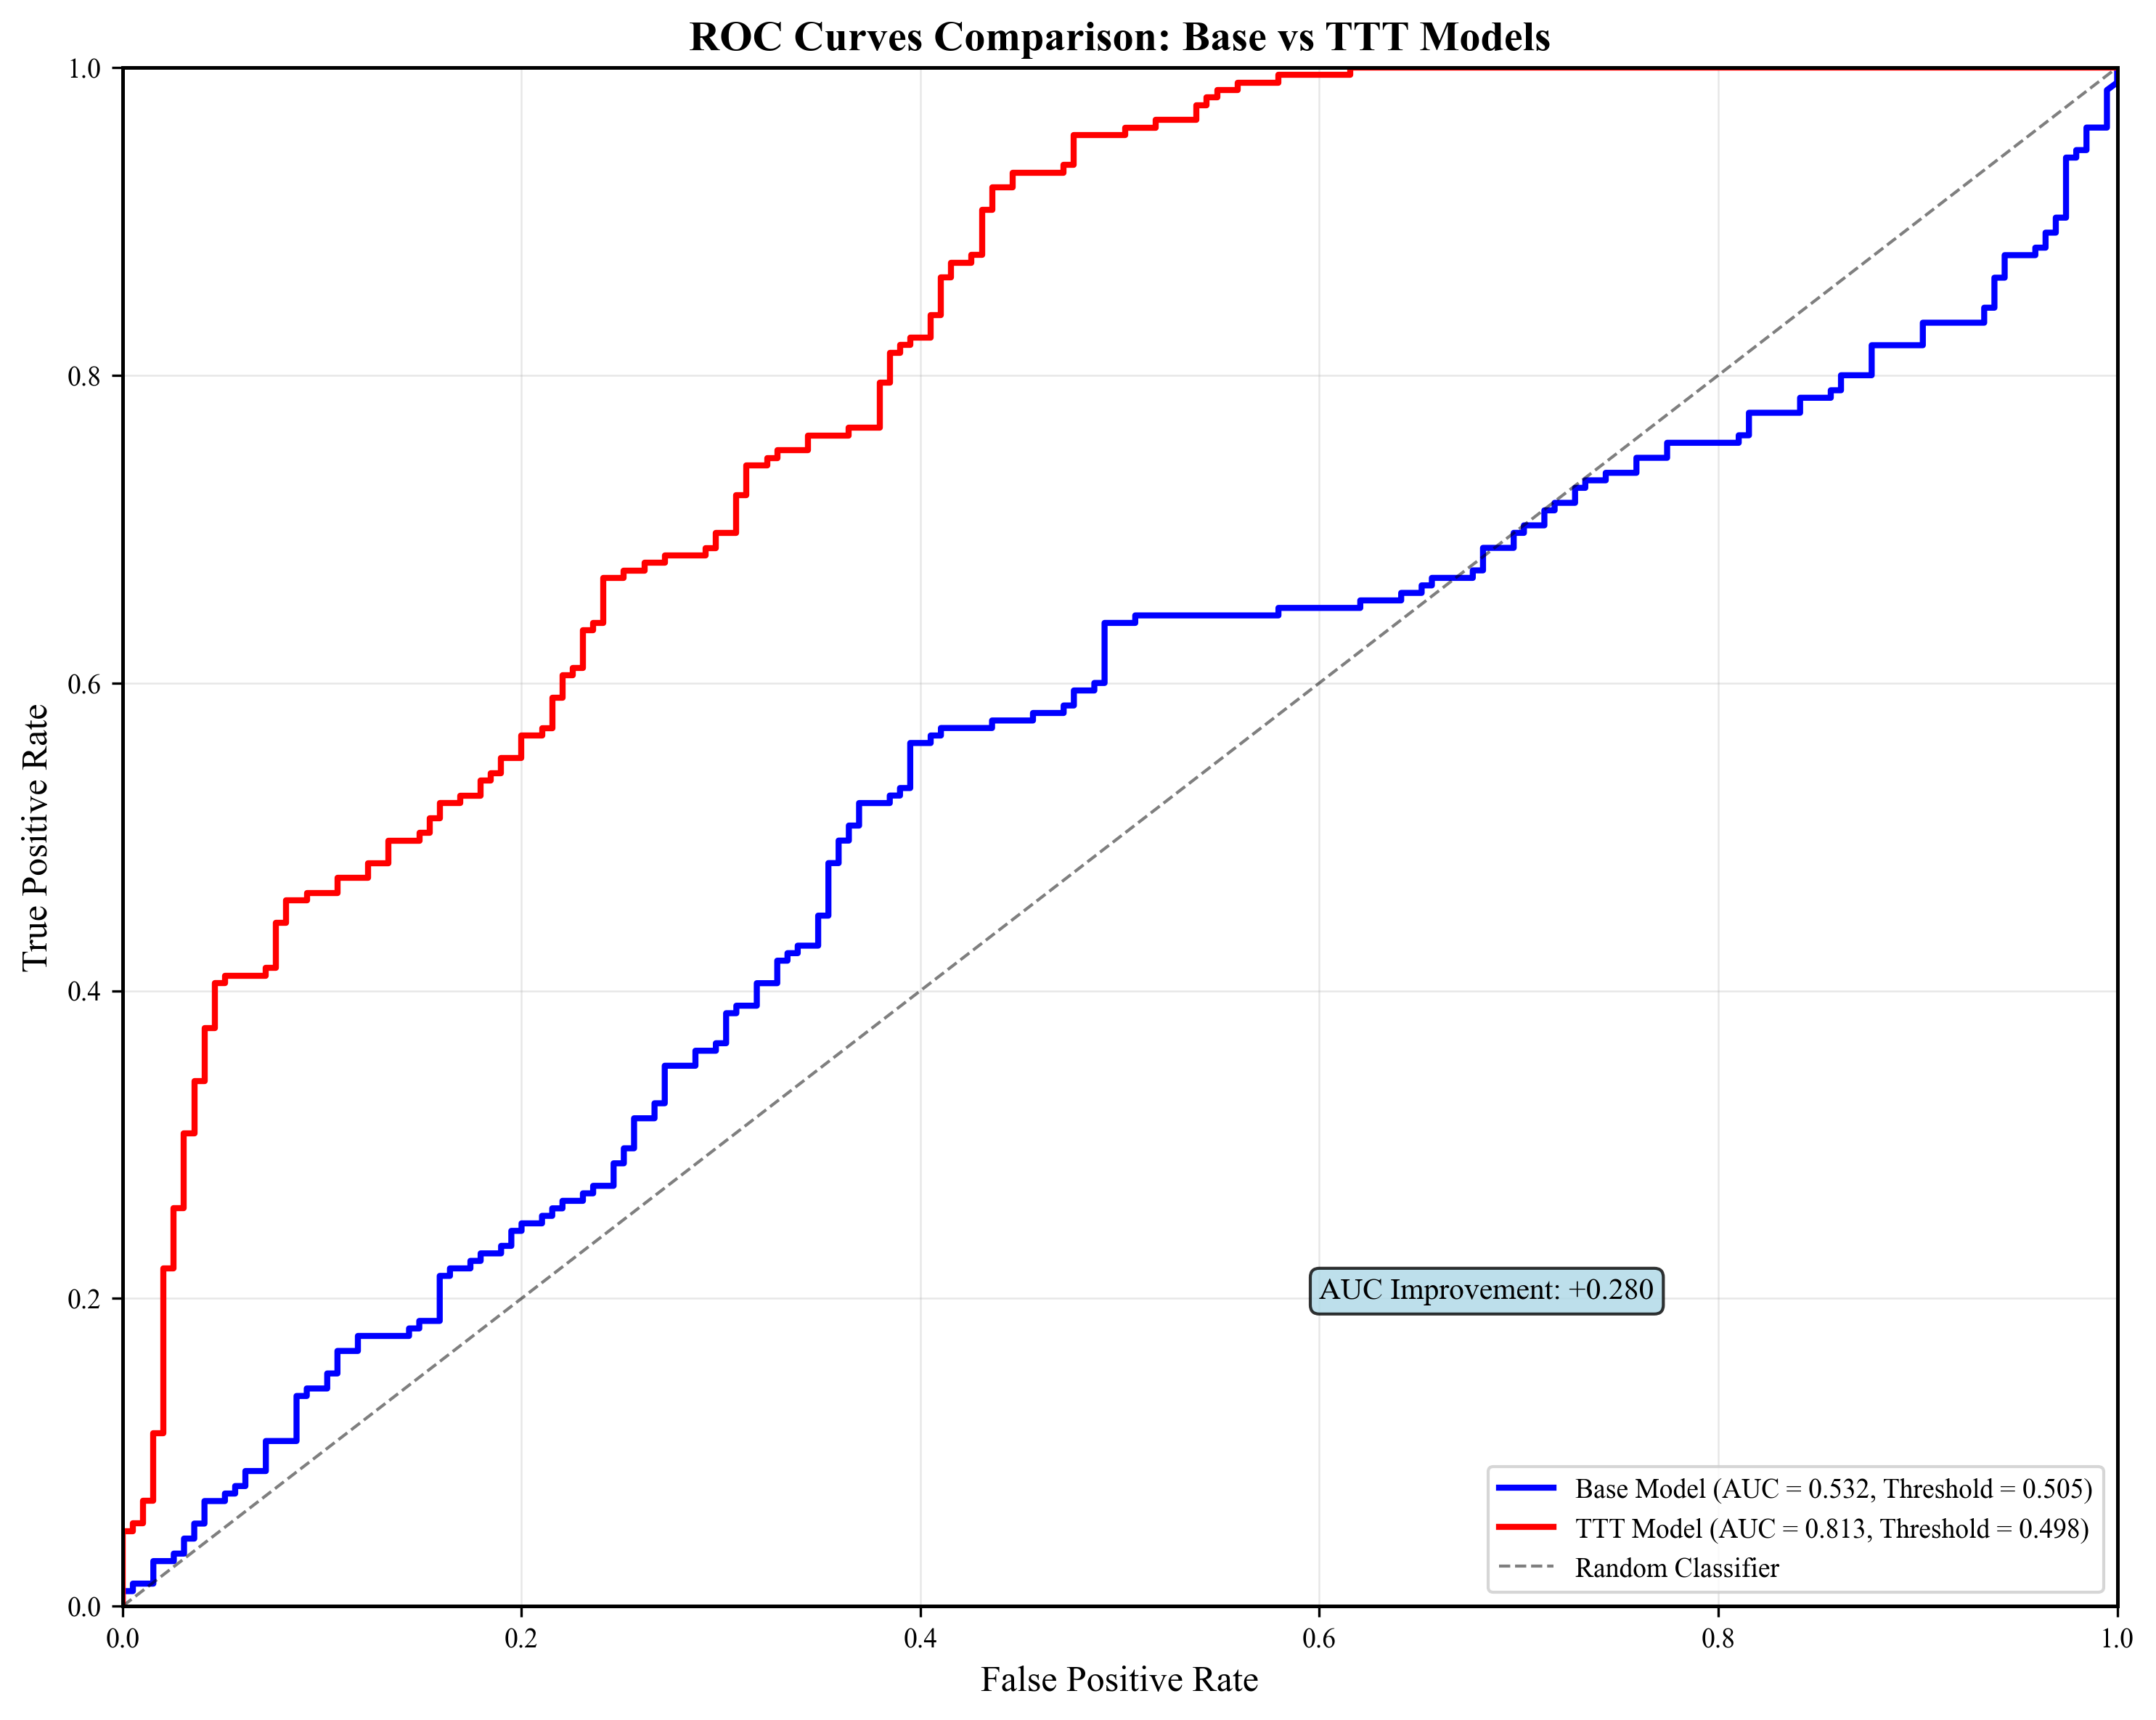 ROC Curves Comparison: Base vs TTT Models
True Positive Rate
1.0
0.8
0.6
0.4
0.2
0.0
AUC Improvement: +0.280
Base Model (AUC = 0.532, Threshold = 0.505)
TTT Model (AUC = 0.813, Threshold = 0.498)
Random Classifier
0.0 0.2 0.4 0.6 0.8 1.0
False Positive Rate